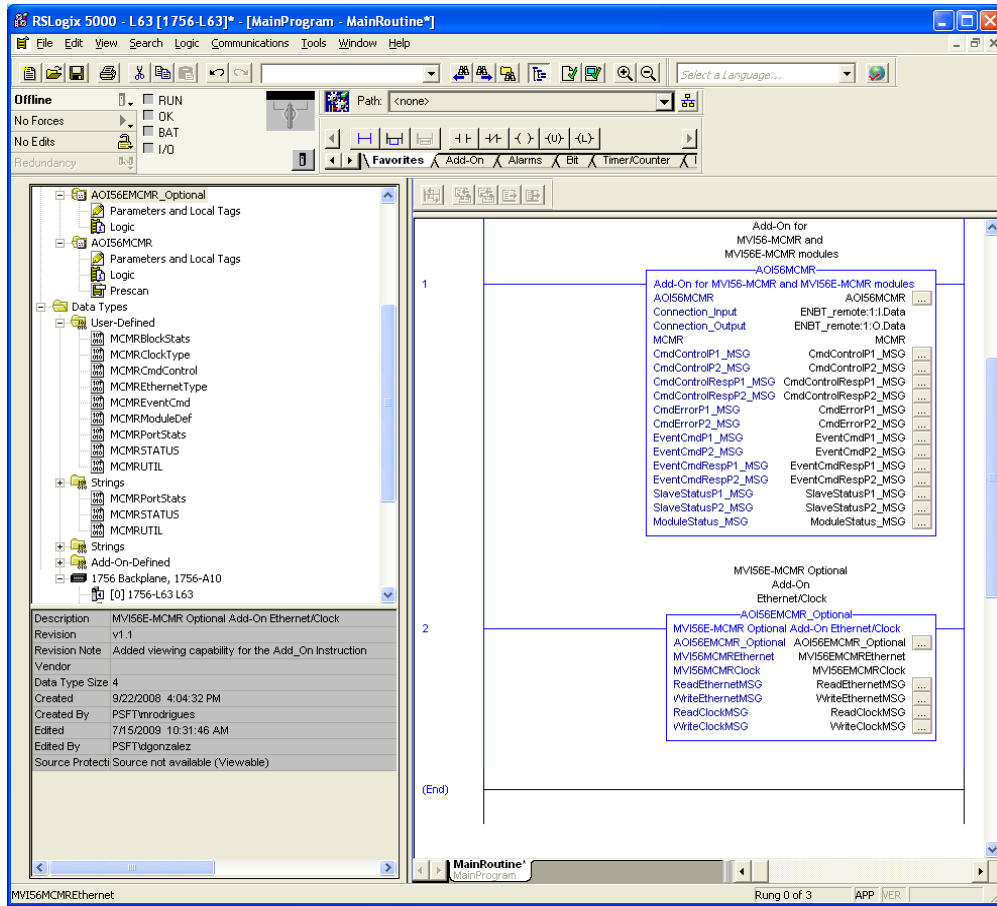 RSLogix 5000 - L63 [1756-L63]* - [MainProgram - MainRoutine*]
File Edit View Search Logic Communications Tools Window Help
Select a Language...
Offline
RUN
No Forces
OK
No Edits
BAT
Redundancy
I/O
Path: <none>
Favorites Add-On Alarms Bit Timer/Counter
AOI56EMCMR_Optional
Parameters and Local Tags
Logic
AOI56MCMR
Parameters and Local Tags
Logic
Prescan
Data Types
User-Defined
MCMRBlockStats
MCMRClockType
MCMRCmdControl
MCMREthernetType
MCMREventCmd
MCMRModuleDef
MCMRPortStats
MCMRSTATUS
MCMRUTIL
Strings
MCMRPortStats
MCMRSTATUS
MCMRUTIL
Strings
Add-On-Defined
1756 Backplane, 1756-A10
[0] 1756-L63 L63
Description MVI56E-MCMR Optional Add-On Ethernet/Clock
Revision v1.1
Revision Note Added viewing capability for the Add_On Instruction
Vendor
Data Type Size 4
Created 9/22/2008 4:04:32 PM
Created By PSFT\mrodrigues
Edited 7/15/2009 10:31:46 AM
Edited By PSFT\dgonzalez
Source Protecti Source not available (Viewable)
Add-On for
MVI56-MCMR and
MVI56E-MCMR modules
AOI56MCMR
1
Add-On for MVI56-MCMR and MVI56E-MCMR modules
AOI56MCMR AOI56MCMR ...
Connection_Input ENBT_remote:1:I.Data
Connection_Output ENBT_remote:1:O.Data
MCMR MCMR
CmdControlP1_MSG CmdControlP1_MSG ...
CmdControlP2_MSG CmdControlP2_MSG ...
CmdControlRespP1_MSG CmdControlRespP1_MSG ...
CmdControlRespP2_MSG CmdControlRespP2_MSG ...
CmdErrorP1_MSG CmdErrorP1_MSG ...
CmdErrorP2_MSG CmdErrorP2_MSG ...
EventCmdP1_MSG EventCmdP1_MSG ...
EventCmdP2_MSG EventCmdP2_MSG ...
EventCmdRespP1_MSG EventCmdRespP1_MSG ...
EventCmdRespP2_MSG EventCmdRespP2_MSG ...
SlaveStatusP1_MSG SlaveStatusP1_MSG ...
SlaveStatusP2_MSG SlaveStatusP2_MSG ...
ModuleStatus_MSG ModuleStatus_MSG ...
MVI56E-MCMR Optional
Add-On
Ethernet/Clock
AOI56EMCMR_Optional
2
MVI56E-MCMR Optional Add-On Ethernet/Clock
AOI56EMCMR_Optional AOI56EMCMR_Optional ...
MVI56MCMREthernet MVI56EMCMREthernet
MVI56MCMRClock MVI56EMCMRClock
ReadEthernetMSG ReadEthernetMSG ...
WriteEthernetMSG WriteEthernetMSG ...
ReadClockMSG ReadClockMSG ...
WriteClockMSG WriteClockMSG ...
(End)
MainRoutine*
MainProgram
MVI56MCMREthernet
Rung 0 of 3 APP VER